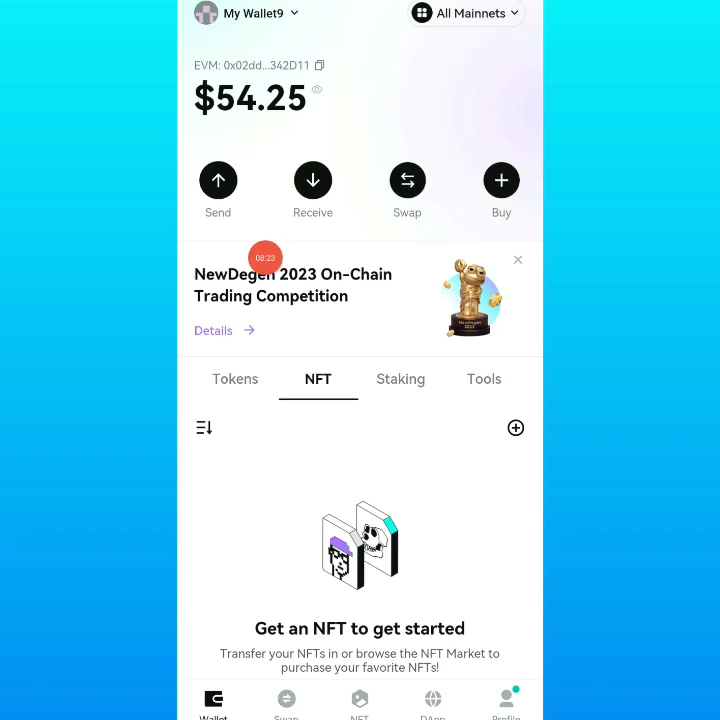 My Wallet9
All Mainnets
EVM: 0x02dd...342D11
$54.25
Send
Receive
Swap
Buy
08:23
NewDegen 2023 On-Chain
Trading Competition
NewDegen
2023
Details
Tokens
NFT
Staking
Tools
Get an NFT to get started
Transfer your NFTs in or browse the NFT Market to
purchase your favorite NFTs!
Wallet
Swap
NFT
DApp
Profile